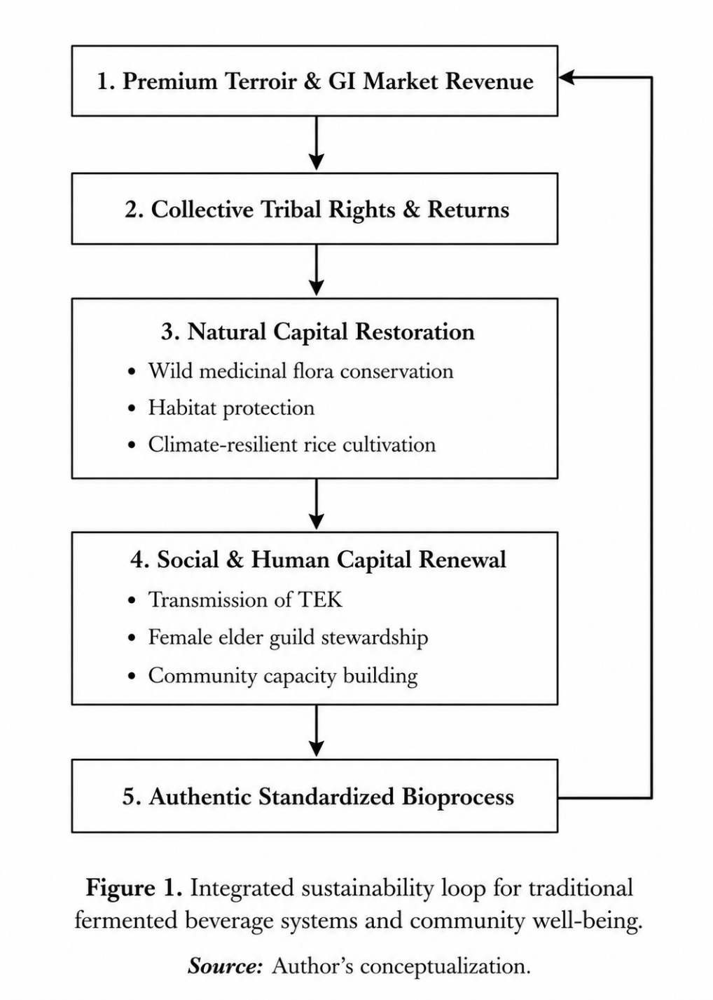 1. Premium Terroir & GI Market Revenue
2. Collective Tribal Rights & Returns
3. Natural Capital Restoration
• Wild medicinal flora conservation
• Habitat protection
• Climate-resilient rice cultivation
4. Social & Human Capital Renewal
• Transmission of TEK
• Female elder guild stewardship
• Community capacity building
5. Authentic Standardized Bioprocess
Figure 1. Integrated sustainability loop for traditional
fermented beverage systems and community well-being.
Source: Author’s conceptualization.